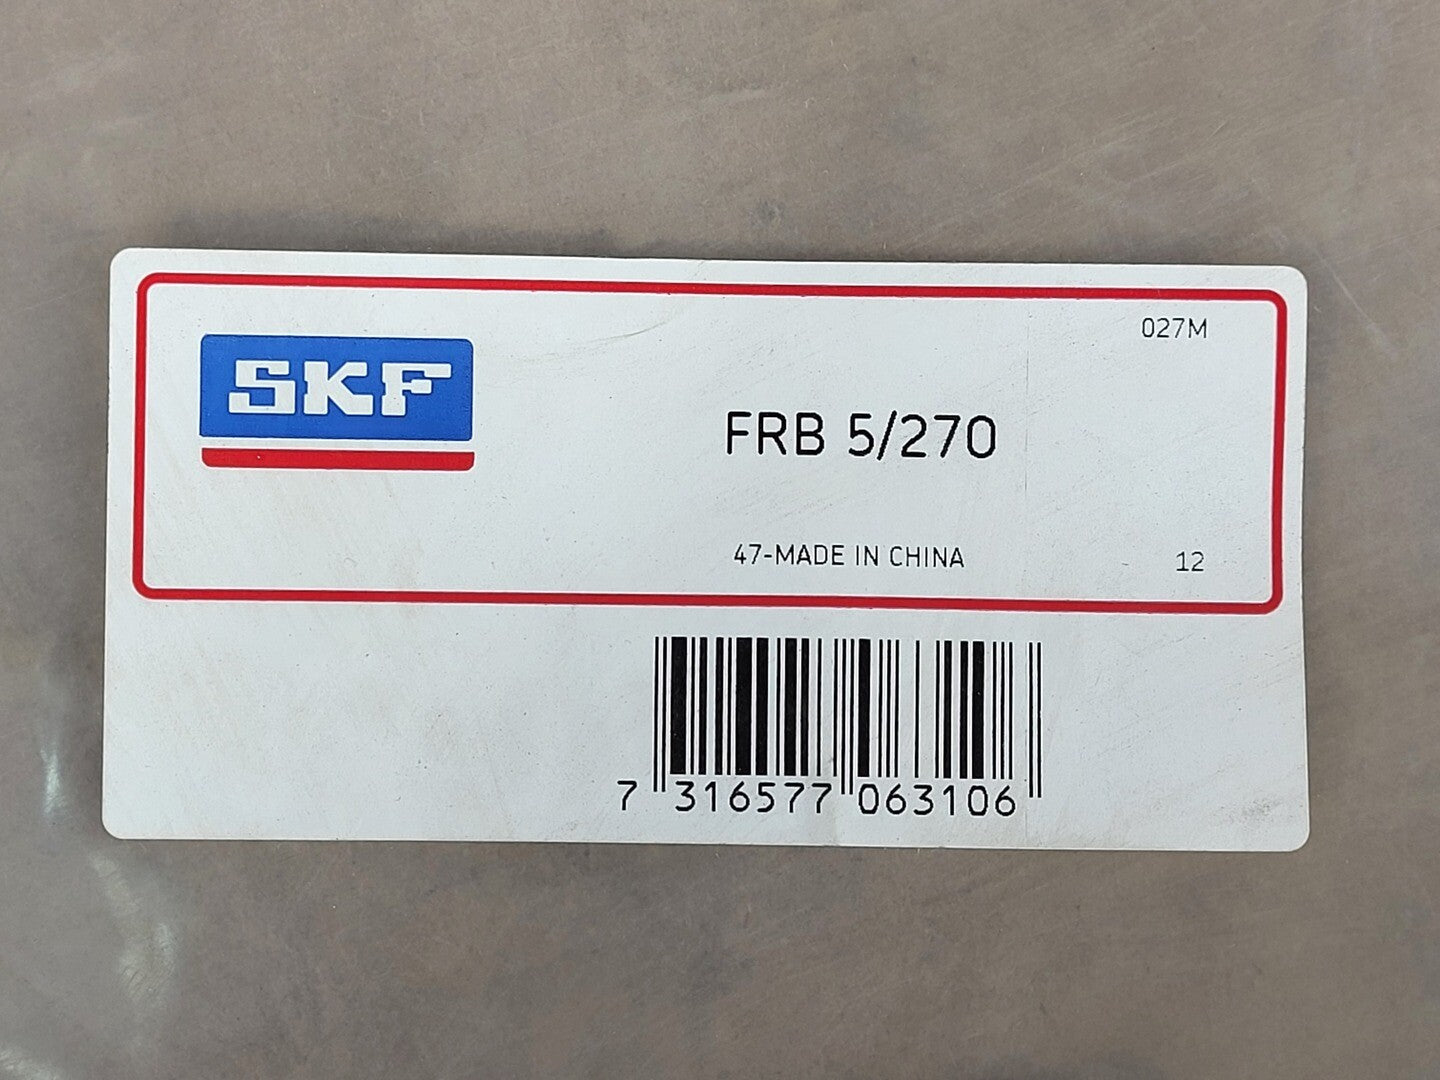 027M
SKF
FRB 5/270
47-MADE IN CHINA
12
7 316577 063106